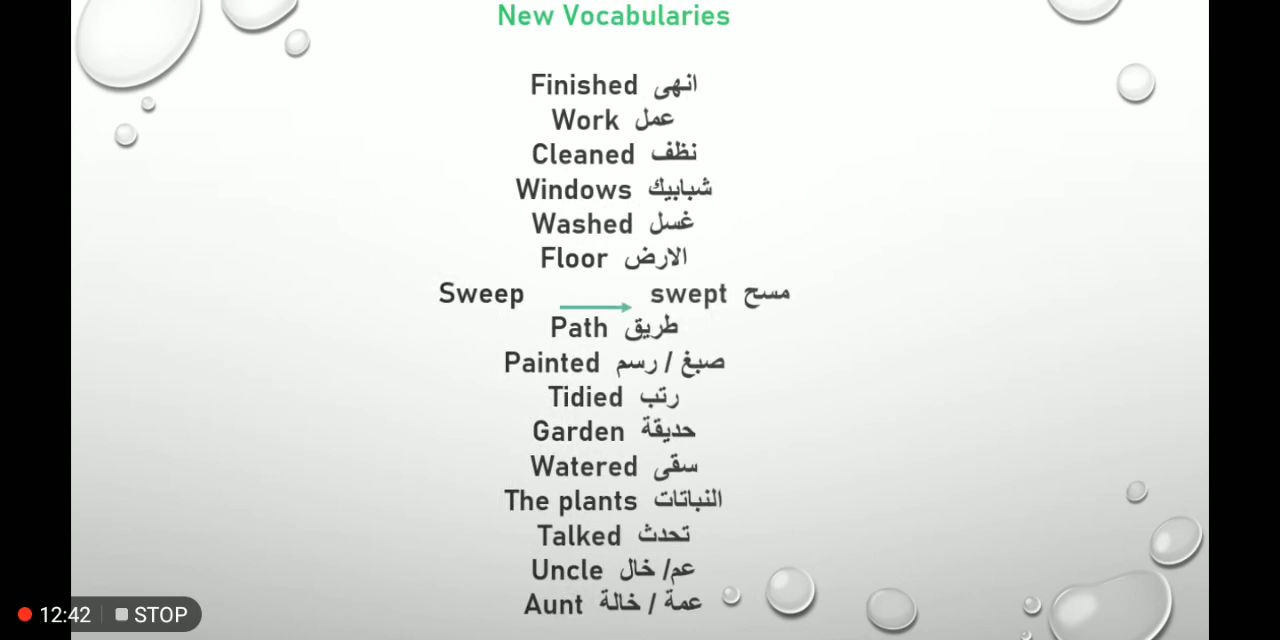 New Vocabularies
Finished انهى
Work عمل
Cleaned نظف
Windows شبابيك
Washed غسل
Floor الارض
Sweep swept مسح
Path طريق
Painted صبغ / رسم
Tidied رتب
Garden حديقة
Watered سقى
The plants النباتات
Talked تحدث
Uncle عم/ خال
Aunt عمة / خالة
12:42 STOP